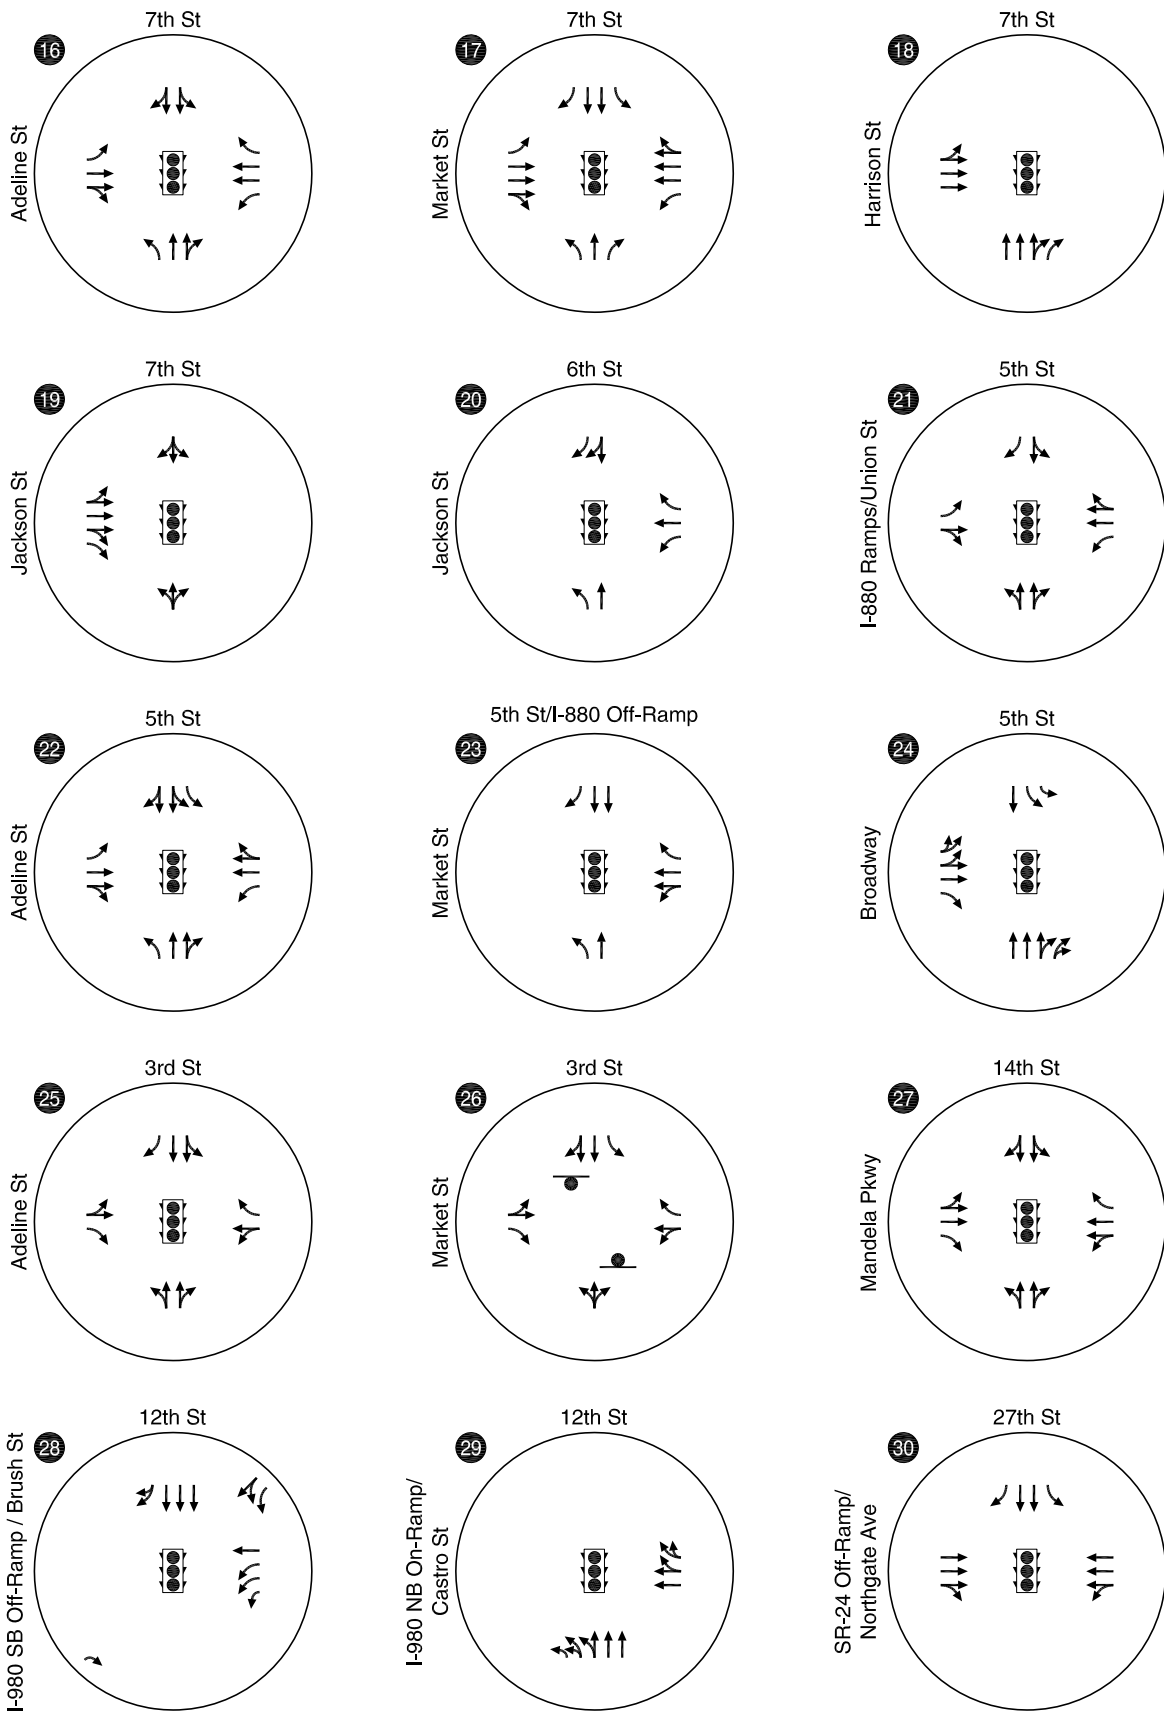 16
7th St
Adeline St
17
7th St
Market St
18
7th St
Harrison St
19
7th St
Jackson St
20
6th St
Jackson St
21
5th St
I-880 Ramps/Union St
22
5th St
Adeline St
23
5th St/I-880 Off-Ramp
Market St
24
5th St
Broadway
25
3rd St
Adeline St
26
3rd St
Market St
27
14th St
Mandela Pkwy
28
12th St
I-980 SB Off-Ramp / Brush St
29
12th St
I-980 NB On-Ramp/
Castro St
30
27th St
SR-24 Off-Ramp/
Northgate Ave